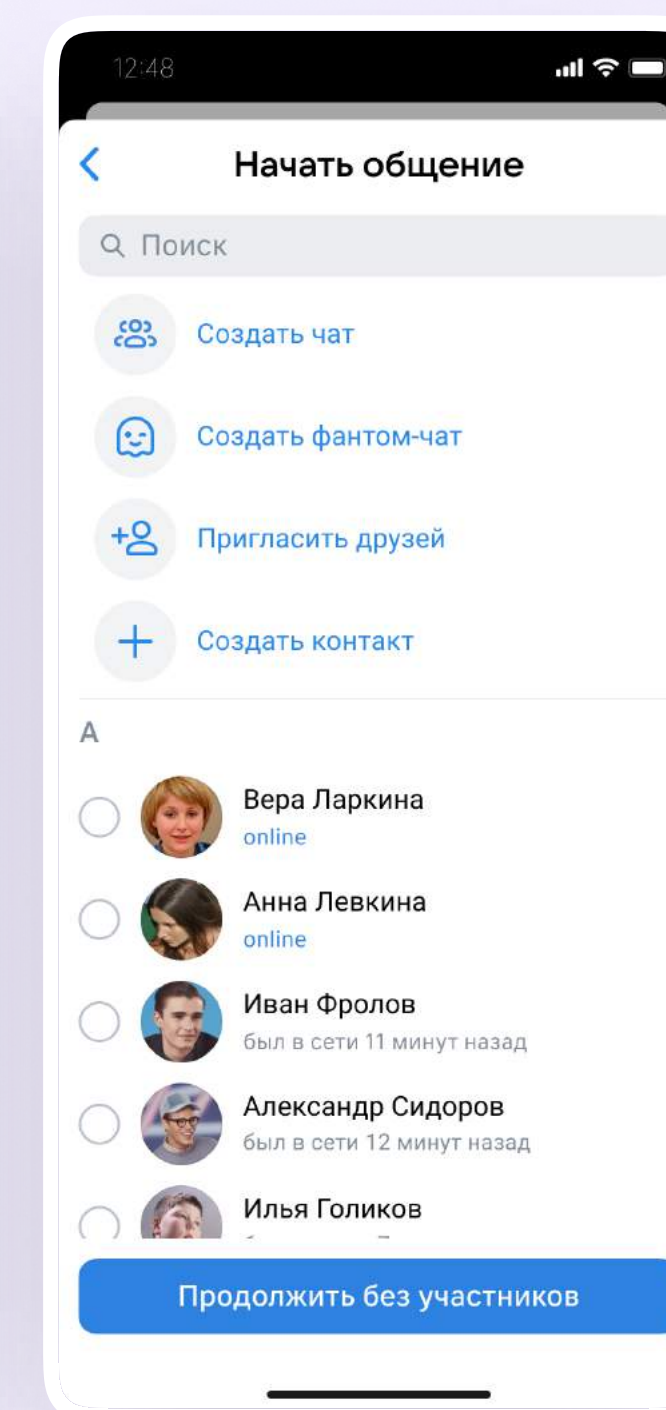 12:48
Начать общение
Поиск
Создать чат
Создать фантом-чат
Пригласить друзей
Создать контакт
А
Вера Ларкина
online
Анна Левкина
online
Иван Фролов
был в сети 11 минут назад
Александр Сидоров
был в сети 12 минут назад
Илья Голиков
Продолжить без участников